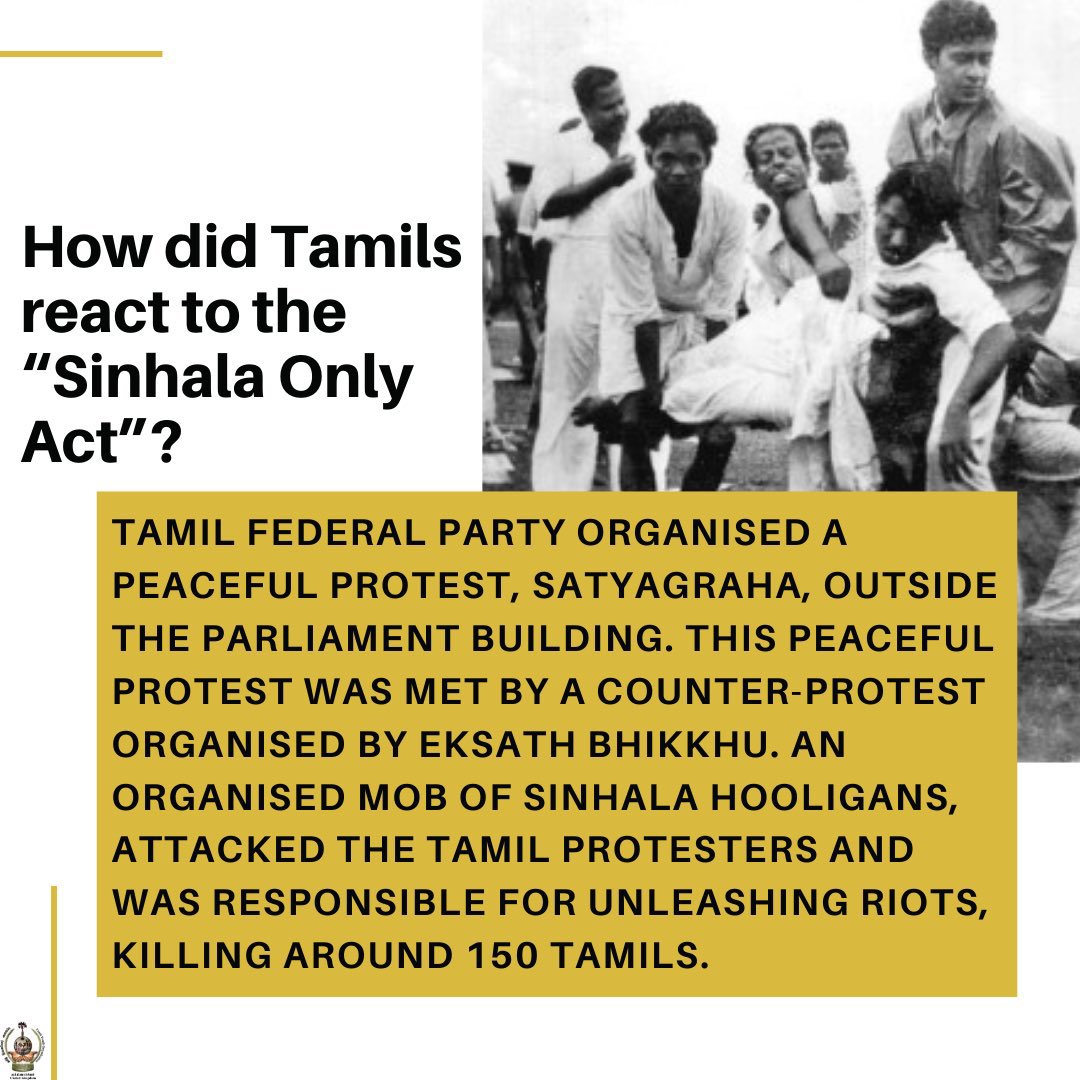 How did Tamils
react to the
“Sinhala Only
Act”?
TAMIL FEDERAL PARTY ORGANISED A
PEACEFUL PROTEST, SATYAGRAHA, OUTSIDE
THE PARLIAMENT BUILDING. THIS PEACEFUL
PROTEST WAS MET BY A COUNTER-PROTEST
ORGANISED BY EKSATH BHIKKHU. AN
ORGANISED MOB OF SINHALA HOOLIGANS,
ATTACKED THE TAMIL PROTESTERS AND
WAS RESPONSIBLE FOR UNLEASHING RIOTS,
KILLING AROUND 150 TAMILS.